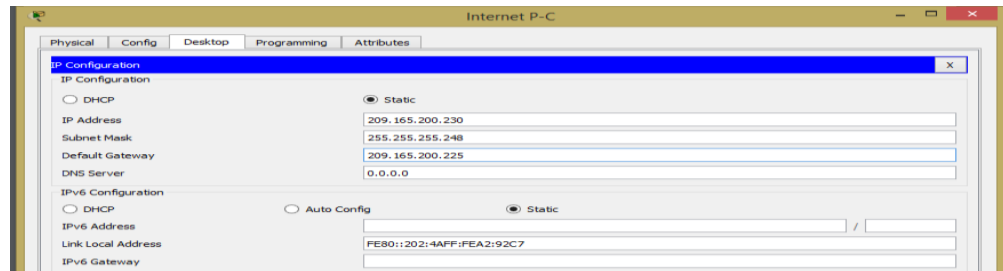 Internet P-C
Physical Config Desktop Programming Attributes
IP Configuration X
IP Configuration
DHCP Static
IP Address 209.165.200.230
Subnet Mask 255.255.255.248
Default Gateway 209.165.200.225
DNS Server 0.0.0.0
IPv6 Configuration
DHCP Auto Config Static
IPv6 Address /
Link Local Address FE80::202:4AFF:FEA2:92C7
IPv6 Gateway